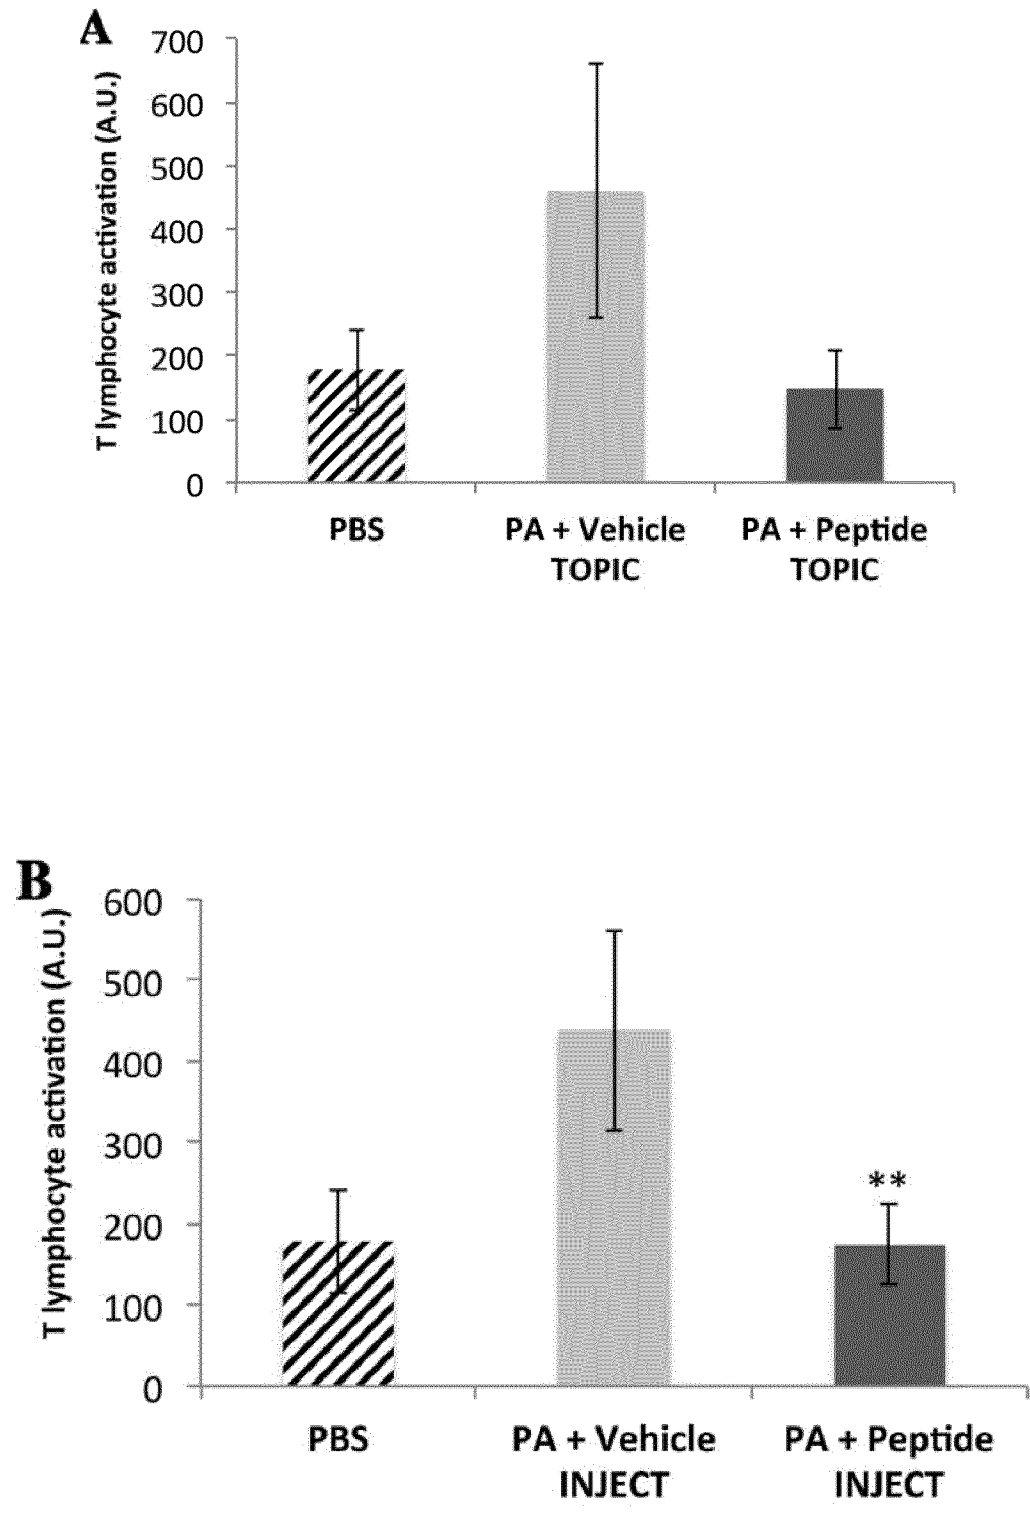 A
T lymphocyte activation (A.U.)
700
600
500
400
300
200
100
0
PBS
PA + Vehicle
TOPIC
PA + Peptide
TOPIC
B
T lymphocyte activation (A.U.)
600
500
400
300
200
100
0
**
PBS
PA + Vehicle
INJECT
PA + Peptide
INJECT